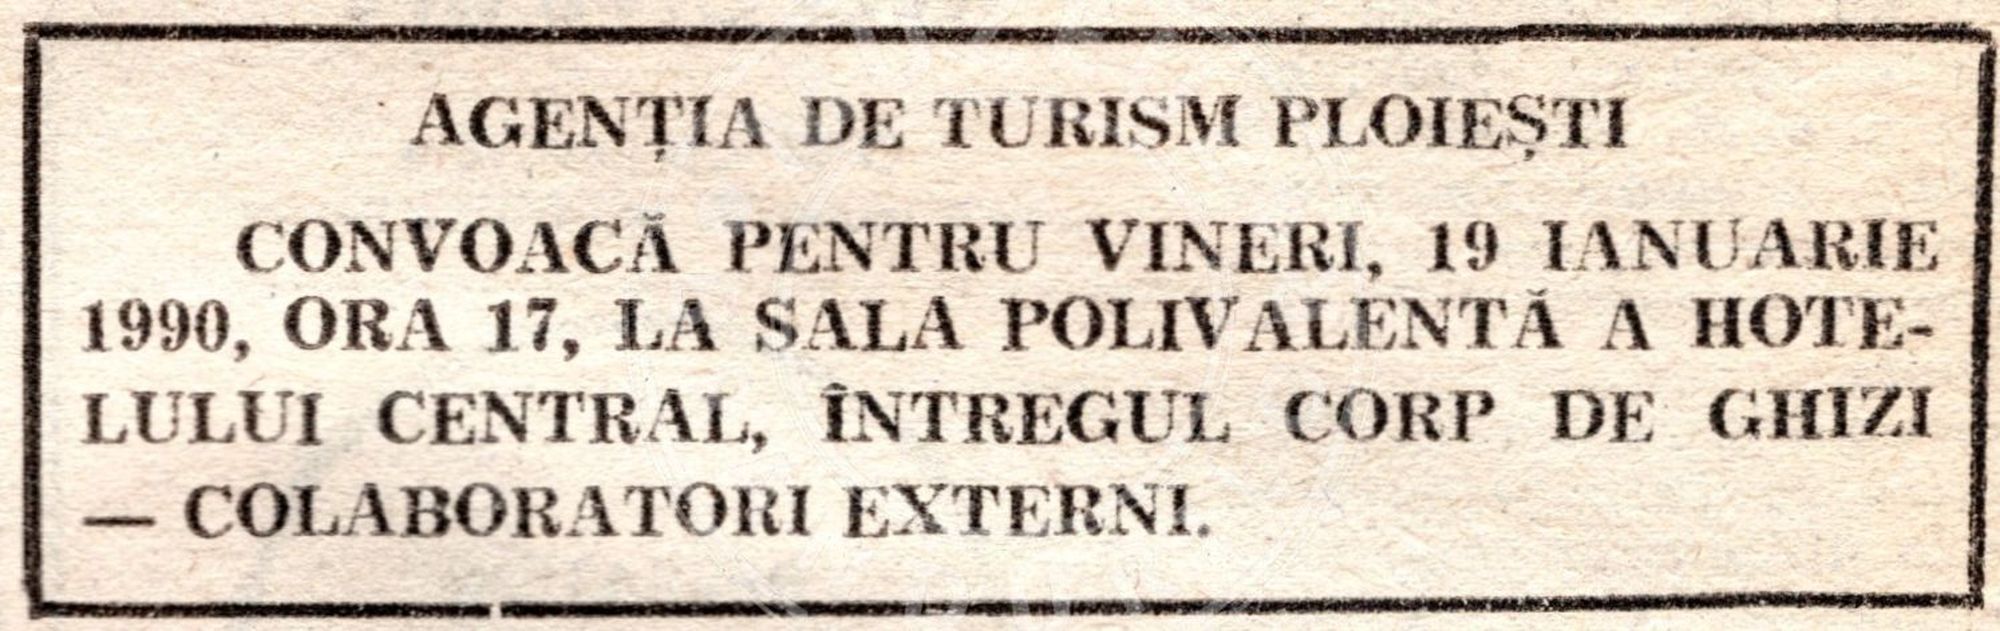 AGENȚIA DE TURISM PLOIEȘTI
CONVOACĂ PENTRU VINERI, 19 IANUARIE
1990, ORA 17, LA SALA POLIVALENTĂ A HOTE-
LULUI CENTRAL, ÎNTREGUL CORP DE GHIZI
— COLABORATORI EXTERNI.